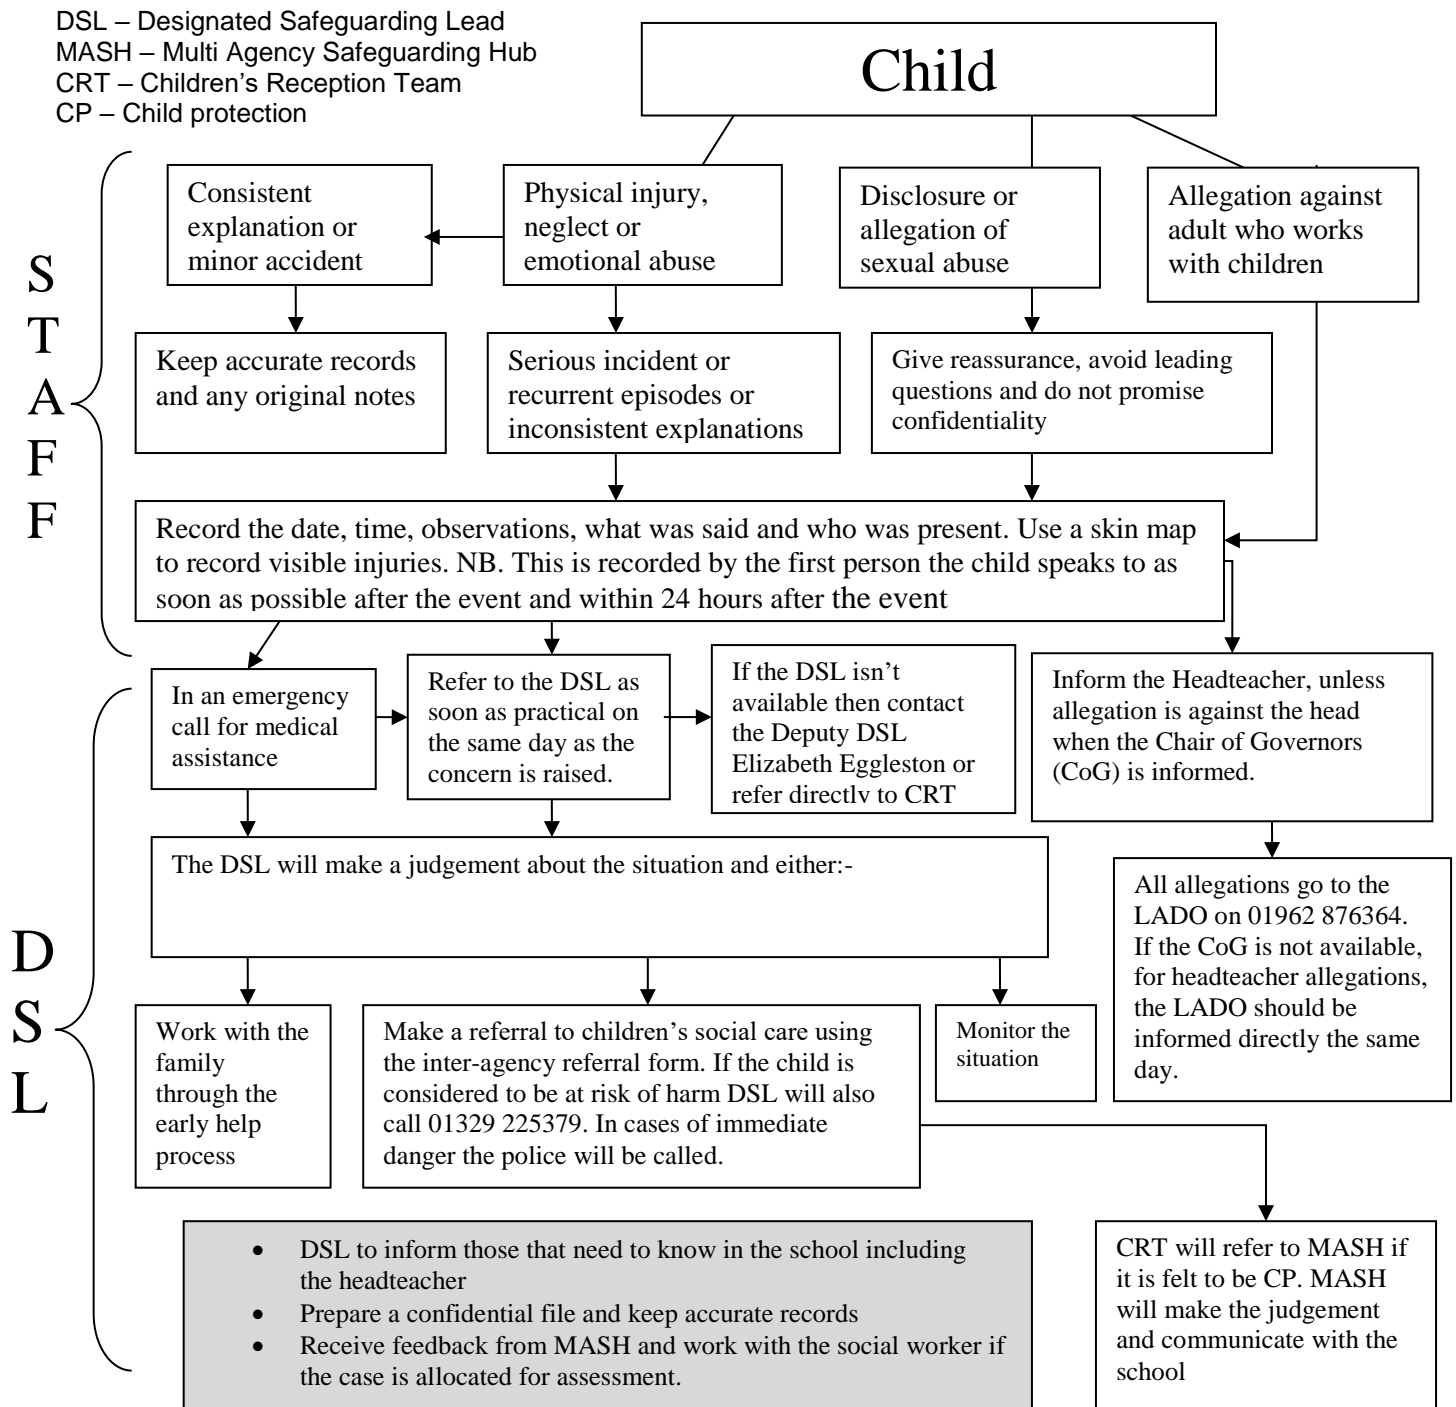 DSL – Designated Safeguarding Lead
MASH – Multi Agency Safeguarding Hub
CRT – Children's Reception Team
CP – Child protection
Child
S
T
A
F
F
Consistent
explanation or
minor accident
Physical injury,
neglect or
emotional abuse
Disclosure or
allegation of
sexual abuse
Allegation against
adult who works
with children
Keep accurate records
and any original notes
Serious incident or
recurrent episodes or
inconsistent explanations
Give reassurance, avoid leading
questions and do not promise
confidentiality
Record the date, time, observations, what was said and who was present. Use a skin map
to record visible injuries. NB. This is recorded by the first person the child speaks to as
soon as possible after the event and within 24 hours after the event
D
S
L
In an emergency
call for medical
assistance
Refer to the DSL as
soon as practical on
the same day as the
concern is raised.
If the DSL isn't
available then contact
the Deputy DSL
Elizabeth Eggleston or
refer directly to CRT
Inform the Headteacher, unless
allegation is against the head
when the Chair of Governors
(CoG) is informed.
The DSL will make a judgement about the situation and either:-
All allegations go to the
LADO on 01962 876364.
If the CoG is not available,
for headteacher allegations,
the LADO should be
informed directly the same
day.
Work with the
family
through the
early help
process
Make a referral to children's social care using
the inter-agency referral form. If the child is
considered to be at risk of harm DSL will also
call 01329 225379. In cases of immediate
danger the police will be called.
Monitor the
situation
• DSL to inform those that need to know in the school including
the headteacher
• Prepare a confidential file and keep accurate records
• Receive feedback from MASH and work with the social worker if
the case is allocated for assessment.
CRT will refer to MASH if
it is felt to be CP. MASH
will make the judgement
and communicate with the
school